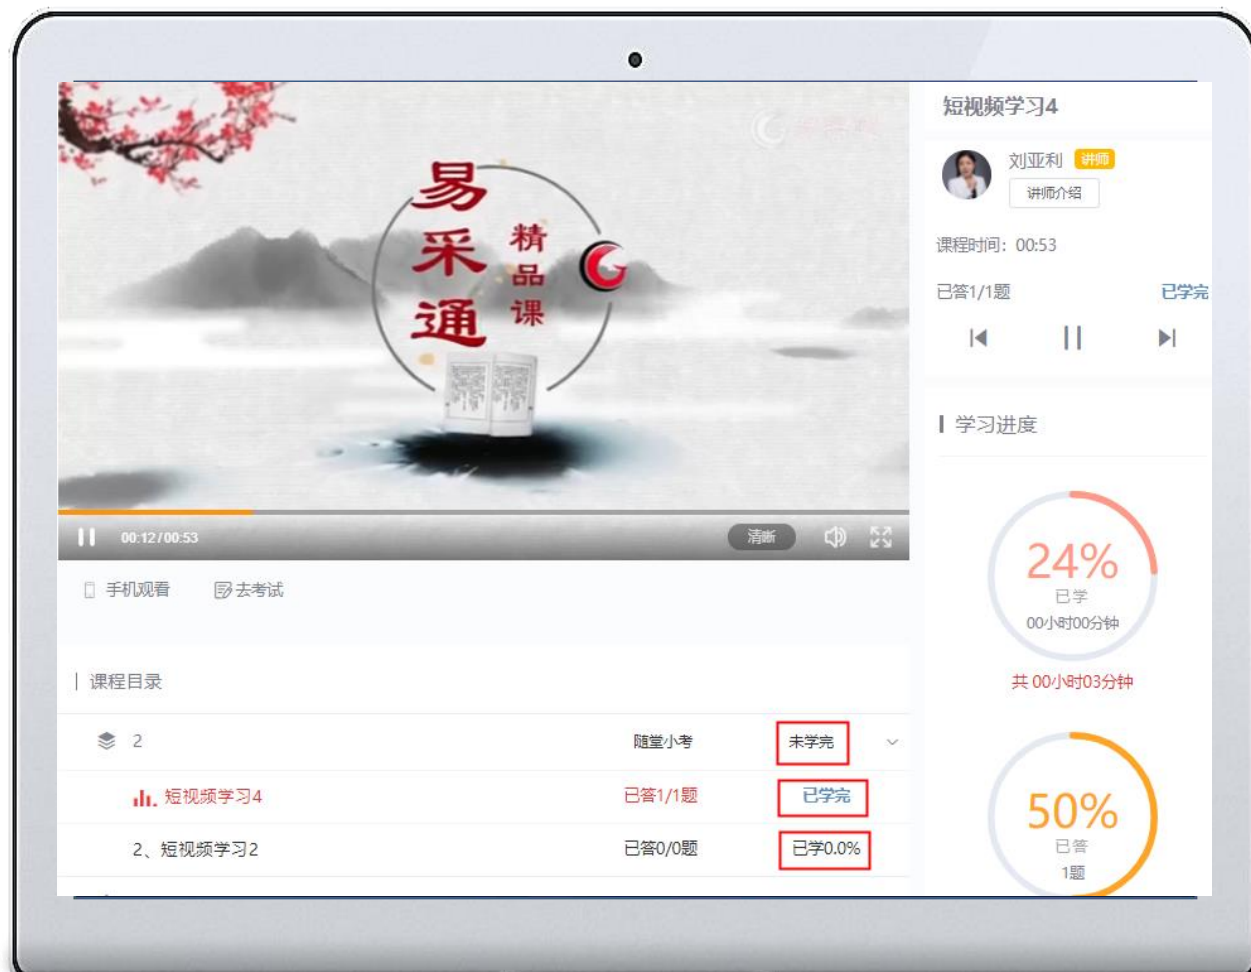 易采通
精品课
00:12/00:53
清晰
手机观看
去考试
课程目录
2 随堂小考 未学完
短视频学习4 已答1/1题 已学完
2、短视频学习2 已答0/0题 已学0.0%
短视频学习4
刘亚利 讲师
讲师介绍
课程时间：00:53
已答1/1题 已学完
学习进度
24%
已学
00小时00分钟
共 00小时03分钟
50%
已答
1题